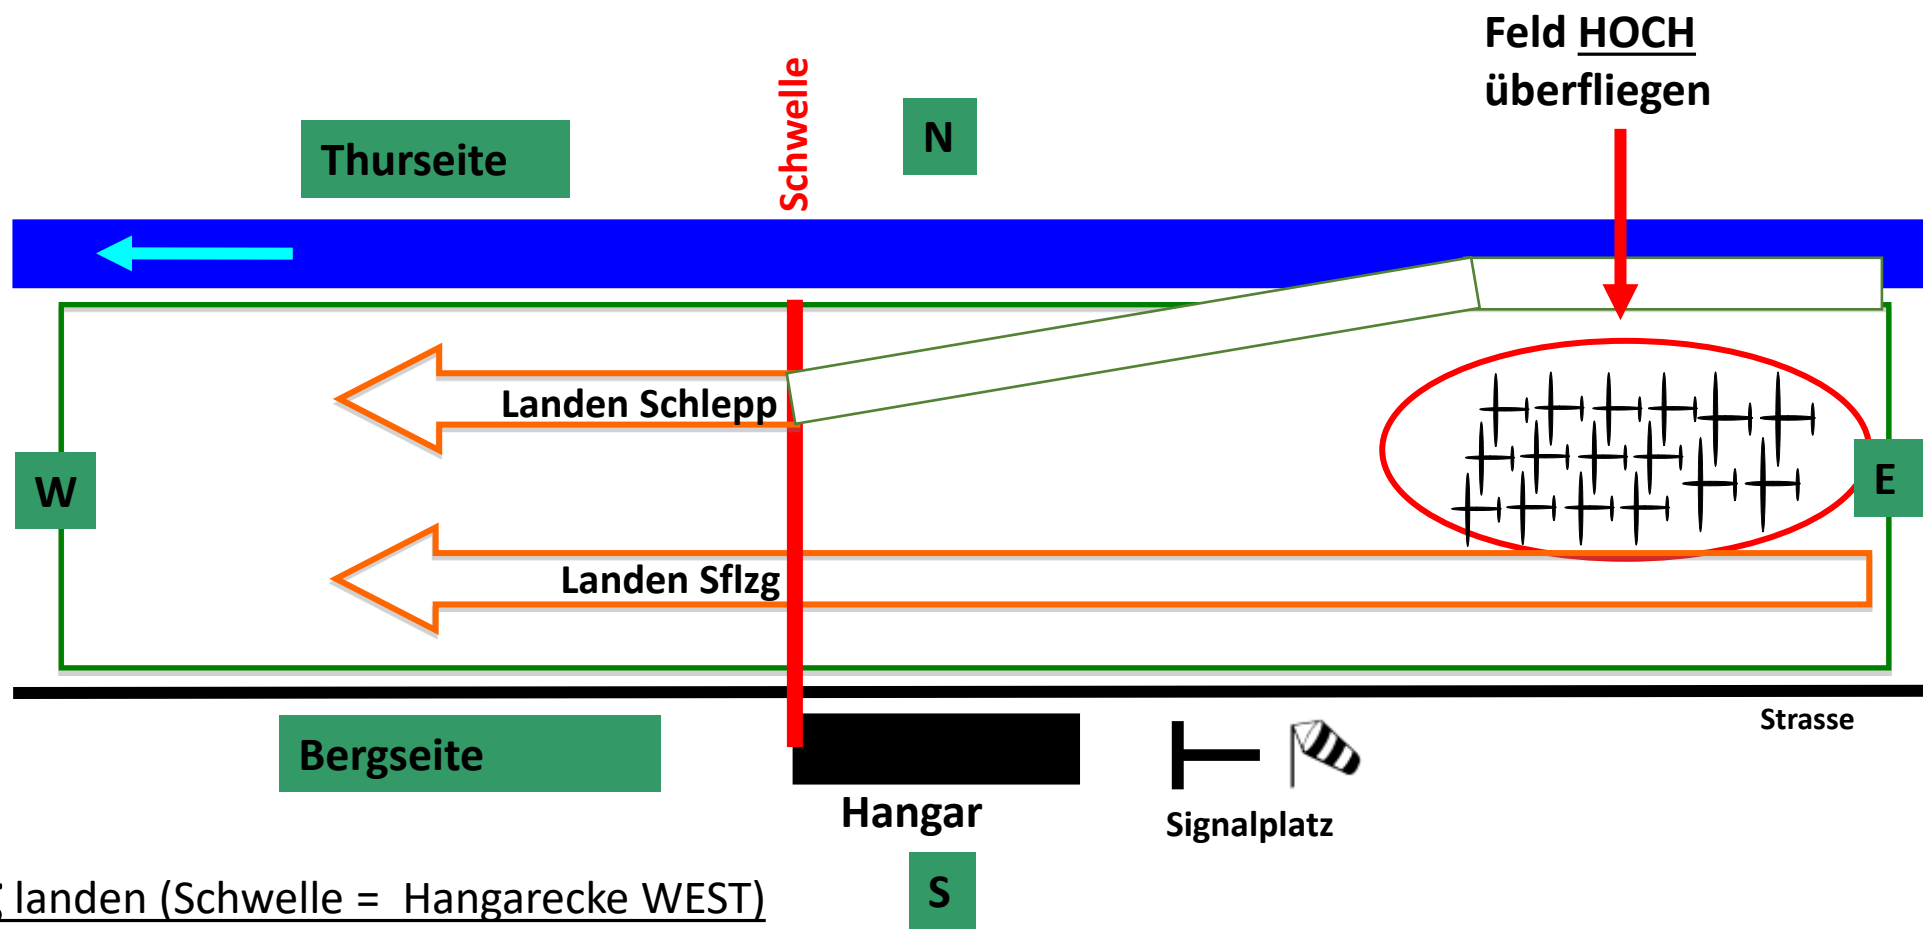 Feld HOCH
überfliegen
Schwelle
N
Thurseite
Landen Schlepp
W
E
Landen Sflzg
Strasse
Bergseite
Hangar
Signalplatz
S
landen (Schwelle = Hangarecke WEST)